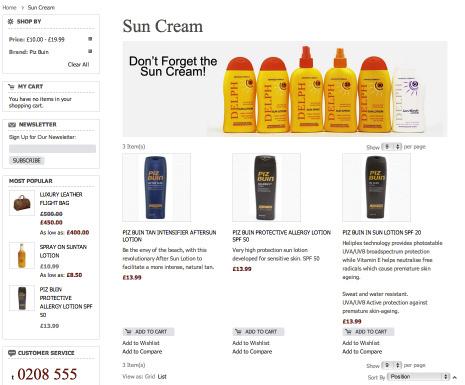 Home > Sun Cream
SHOP BY
Price: £10.00 - £19.99
Brand: Piz Buin
Clear All
MY CART
You have no items in your
shopping cart.
NEWSLETTER
Sign Up for Our Newsletter:
SUBSCRIBE
MOST POPULAR
LUXURY LEATHER
FLIGHT BAG
£500.00
£450.00
As low as: £400.00
SPRAY ON SUNTAN
LOTION
£10.99
As low as: £8.50
PIZ BUIN
PROTECTIVE
ALLERGY LOTION SPF
50
£13.99
CUSTOMER SERVICE
t 0208 555
Sun Cream
Don't Forget the
Sun Cream!
DELPH
DELPH
DELPH
DELPH
DELPH
DELPH
3 Item(s)
Show 9 per page
PIZ
BUIN
PIZ
BUIN
PIZ
BUIN
PIZ BUIN TAN INTENSIFIER AFTERSUN
LOTION
Be the envy of the beach, with this
revolutionary After Sun Lotion to
facilitate a more intense, natural tan.
£13.99
ADD TO CART
Add to Wishlist
Add to Compare
PIZ BUIN PROTECTIVE ALLERGY LOTION
SPF 50
Very high protection sun lotion
developed for sensitive skin. SPF 50
£13.99
ADD TO CART
Add to Wishlist
Add to Compare
PIZ BUIN IN SUN LOTION SPF 20
Helioplex technology provides photostable
UVA/UVB broadspectrum protection
while Vitamin E helps neutralise free
radicals which cause premature skin
ageing.
Sweat and water resistant.
UVA/UVB Active protection against
premature skin-ageing.
£13.99
ADD TO CART
Add to Wishlist
Add to Compare
3 Item(s)
Show 9 per page
View as: Grid List
Sort By Position